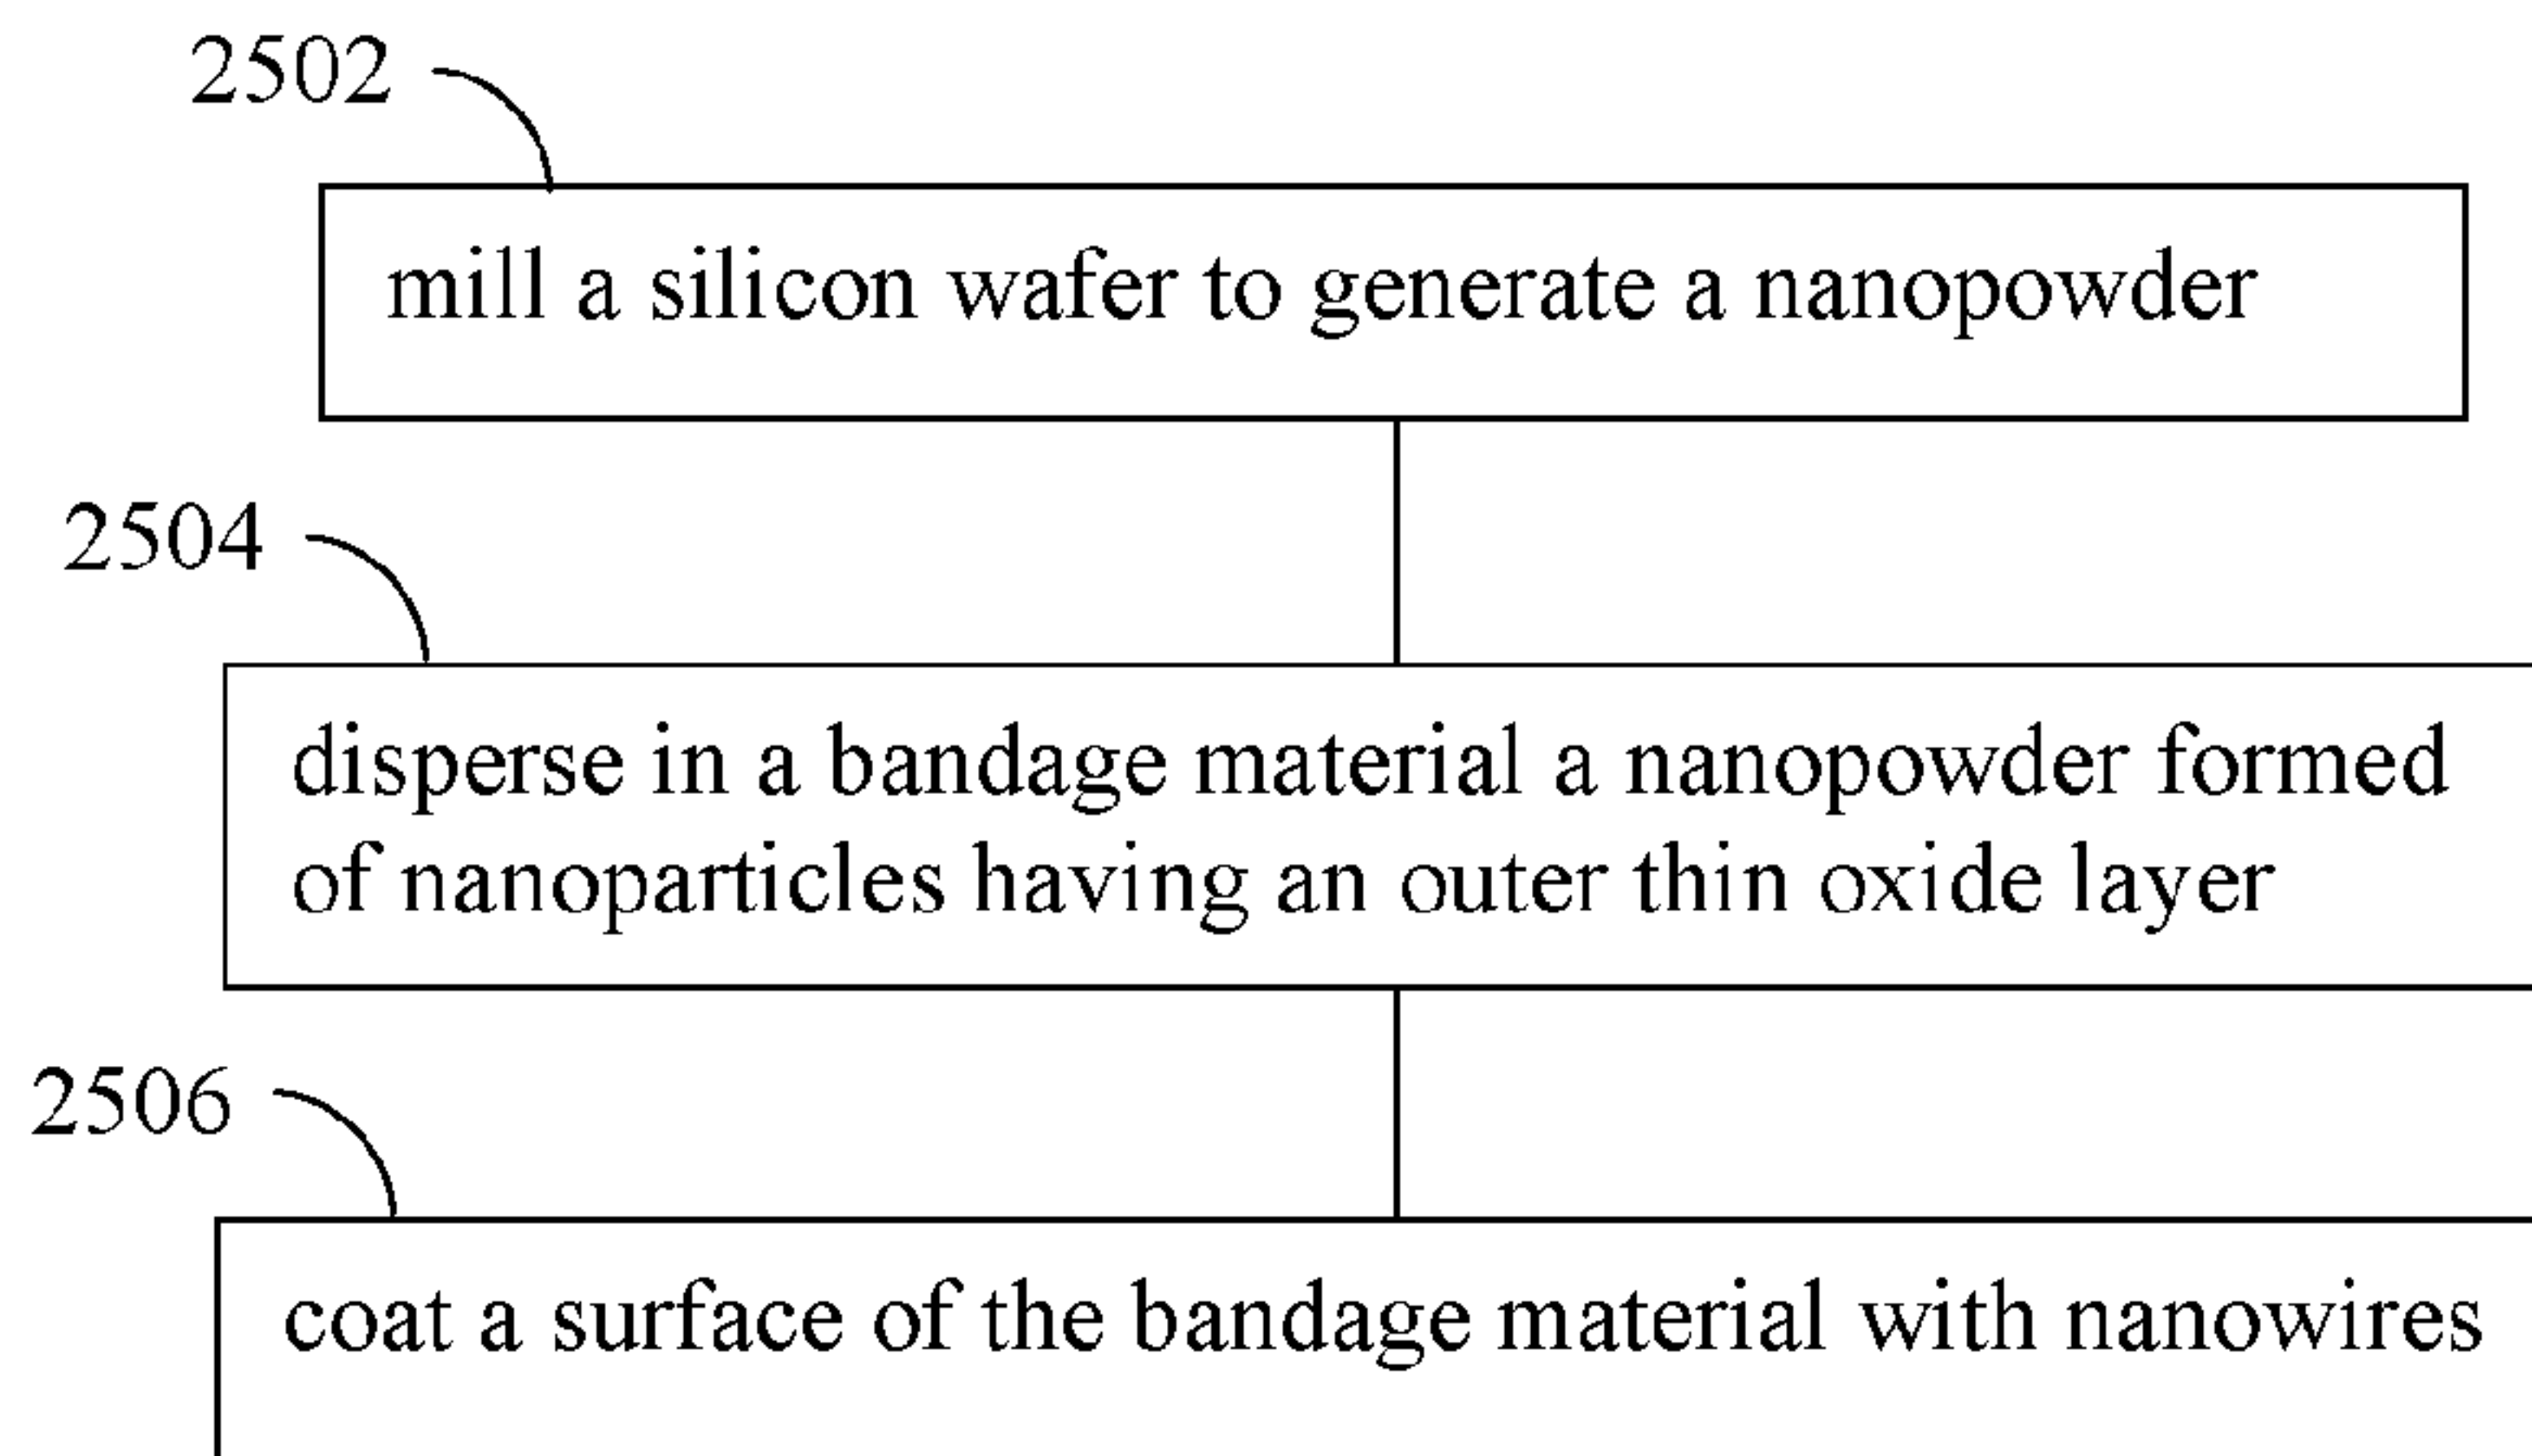 2502
mill a silicon wafer to generate a nanopowder
2504
disperse in a bandage material a nanopowder formed
of nanoparticles having an outer thin oxide layer
2506
coat a surface of the bandage material with nanowires